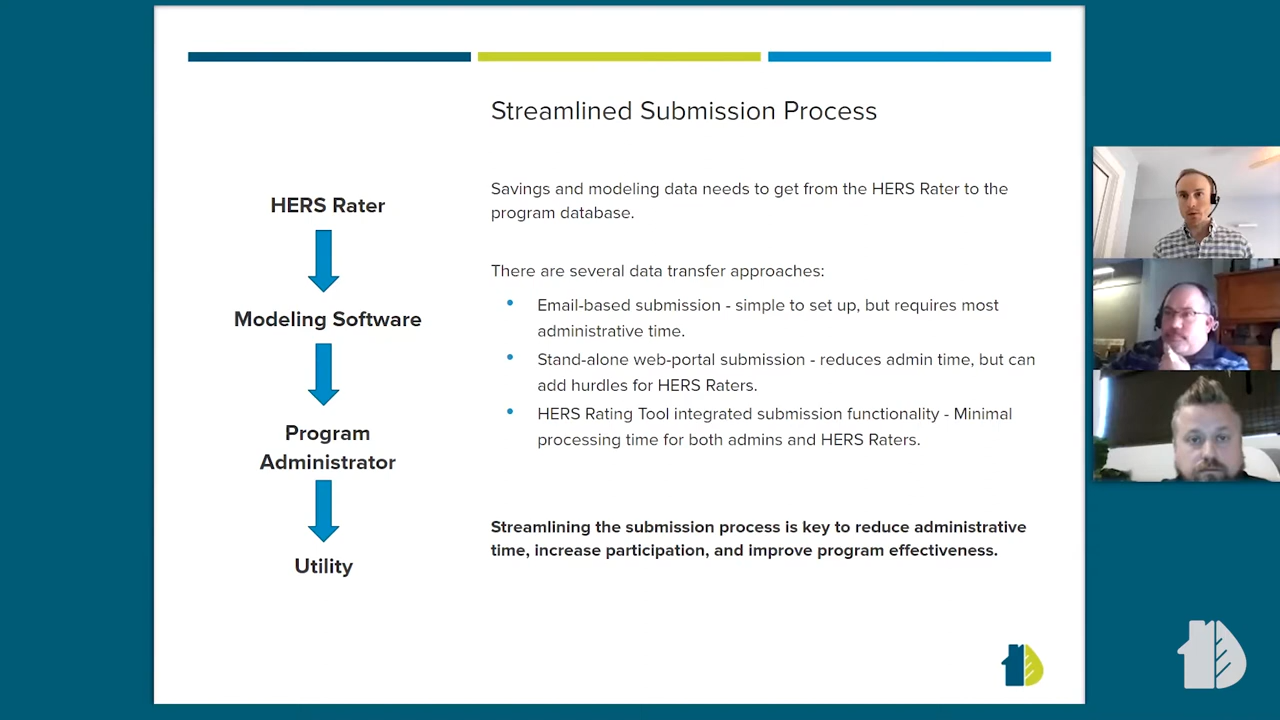 Streamlined Submission Process
HERS Rater
Modeling Software
Program
Administrator
Utility
Savings and modeling data needs to get from the HERS Rater to the
program database.
There are several data transfer approaches:
• Email-based submission - simple to set up, but requires most
administrative time.
• Stand-alone web-portal submission - reduces admin time, but can
add hurdles for HERS Raters.
• HERS Rating Tool integrated submission functionality - Minimal
processing time for both admins and HERS Raters.
Streamlining the submission process is key to reduce administrative
time, increase participation, and improve program effectiveness.